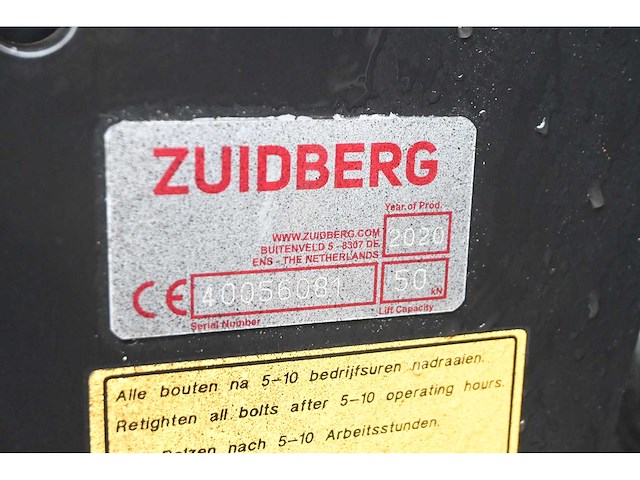 ZUIDBERG
Year.of Prod.
WWW.ZUIDBERG.COM
BUITENVELD 5 - 8307 DE
ENS - THE NETHERLANDS
2020
CE 40056081 50 kN
Serial Number
Lift Capacity
Alle bouten na 5-10 bedrijfsuren nadraaien.
Retighten all bolts after 5-10 operating hours.
Bolzen nach 5-10 Arbeitsstunden.